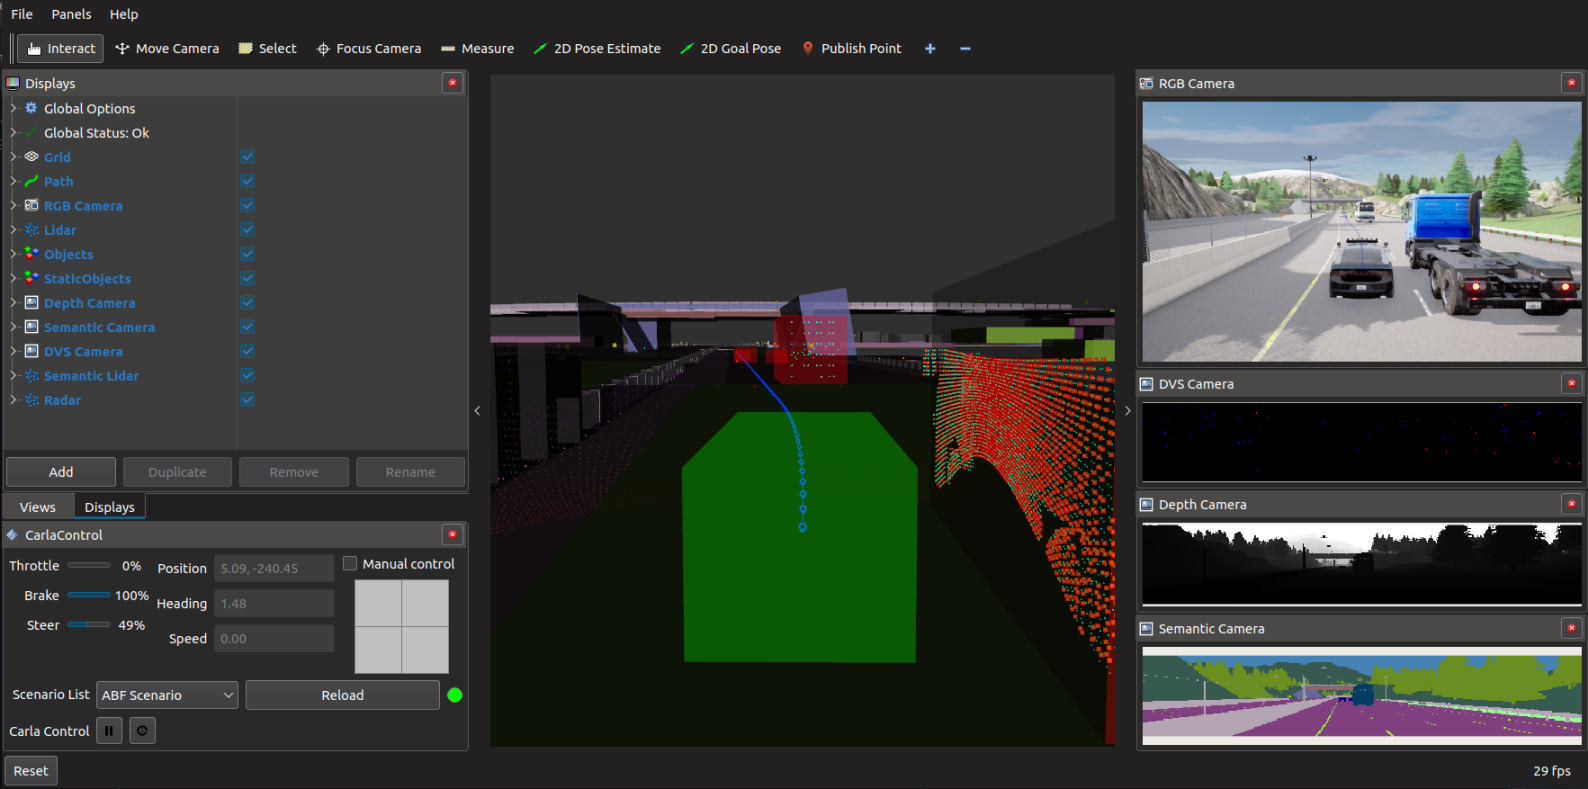 File Panels Help
Interact Move Camera Select Focus Camera Measure 2D Pose Estimate 2D Goal Pose Publish Point
Displays
Global Options
Global Status: Ok
Grid
Path
RGB Camera
Lidar
Objects
StaticObjects
Depth Camera
Semantic Camera
DVS Camera
Semantic Lidar
Radar
Add Duplicate Remove Rename
Views Displays
CarlaControl
Throttle 0% Position 5.09, -240.45 Manual control
Brake 100% Heading 1.48
Steer 49% Speed 0.00
Scenario List ABF Scenario Reload
Carla Control
Reset
RGB Camera
DVS Camera
Depth Camera
Semantic Camera
29 fps